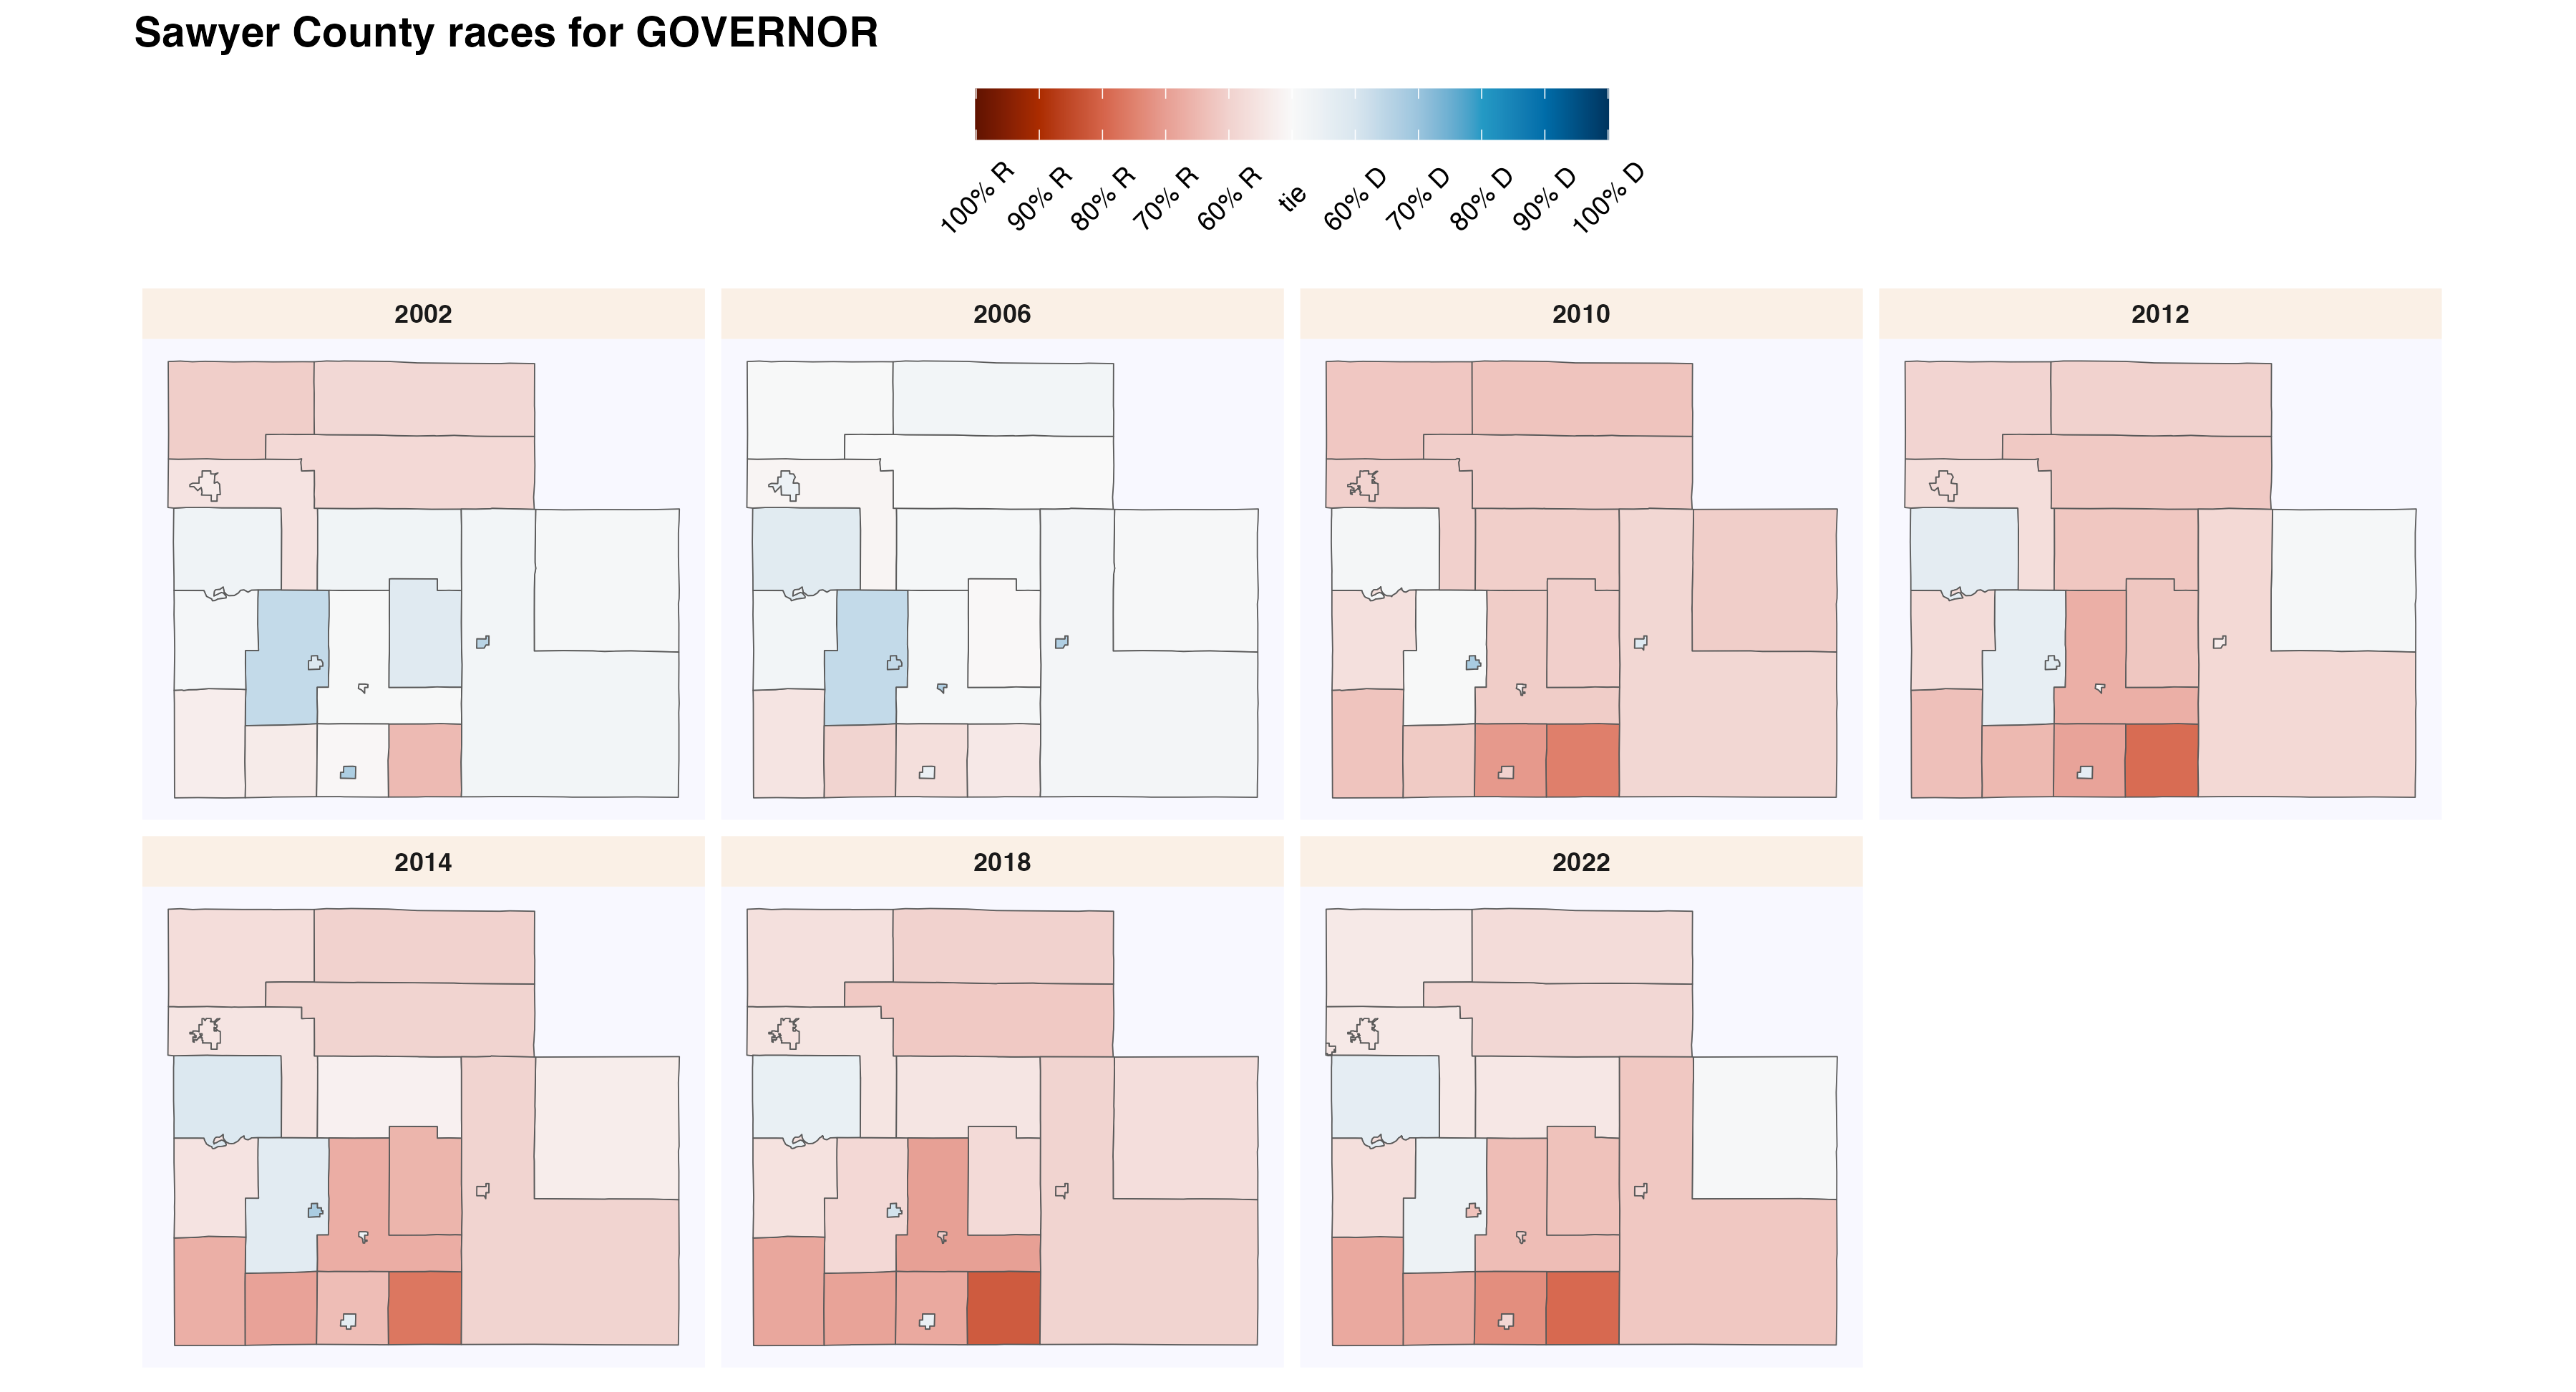 Sawyer County races for GOVERNOR
100% R
90% R
80% R
70% R
60% R
tie
60% D
70% D
80% D
90% D
100% D
2002
2006
2010
2012
2014
2018
2022